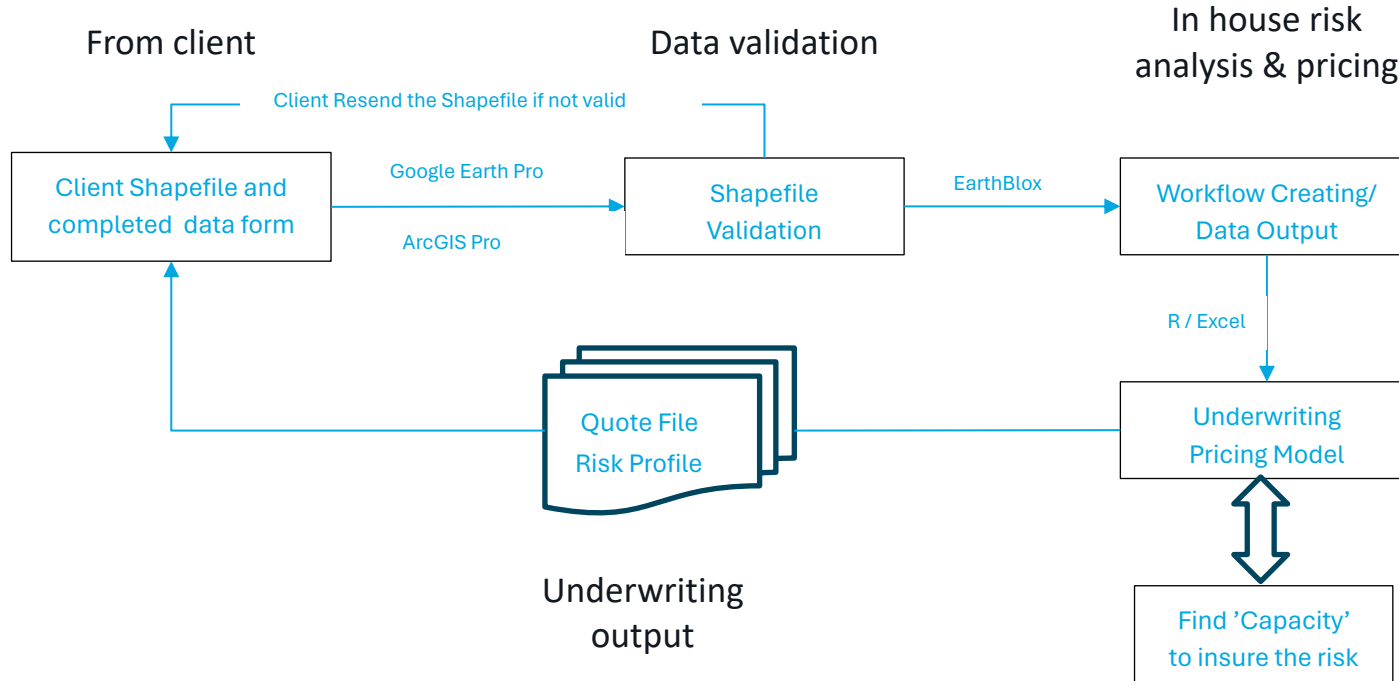 From client
Data validation
In house risk
analysis & pricing
Client Resend the Shapefile if not valid
Client Shapefile and
completed data form
Google Earth Pro
ArcGIS Pro
Shapefile
Validation
EarthBlox
Workflow Creating/
Data Output
R / Excel
Quote File
Risk Profile
Underwriting
Pricing Model
Underwriting
output
Find ’Capacity’
to insure the risk